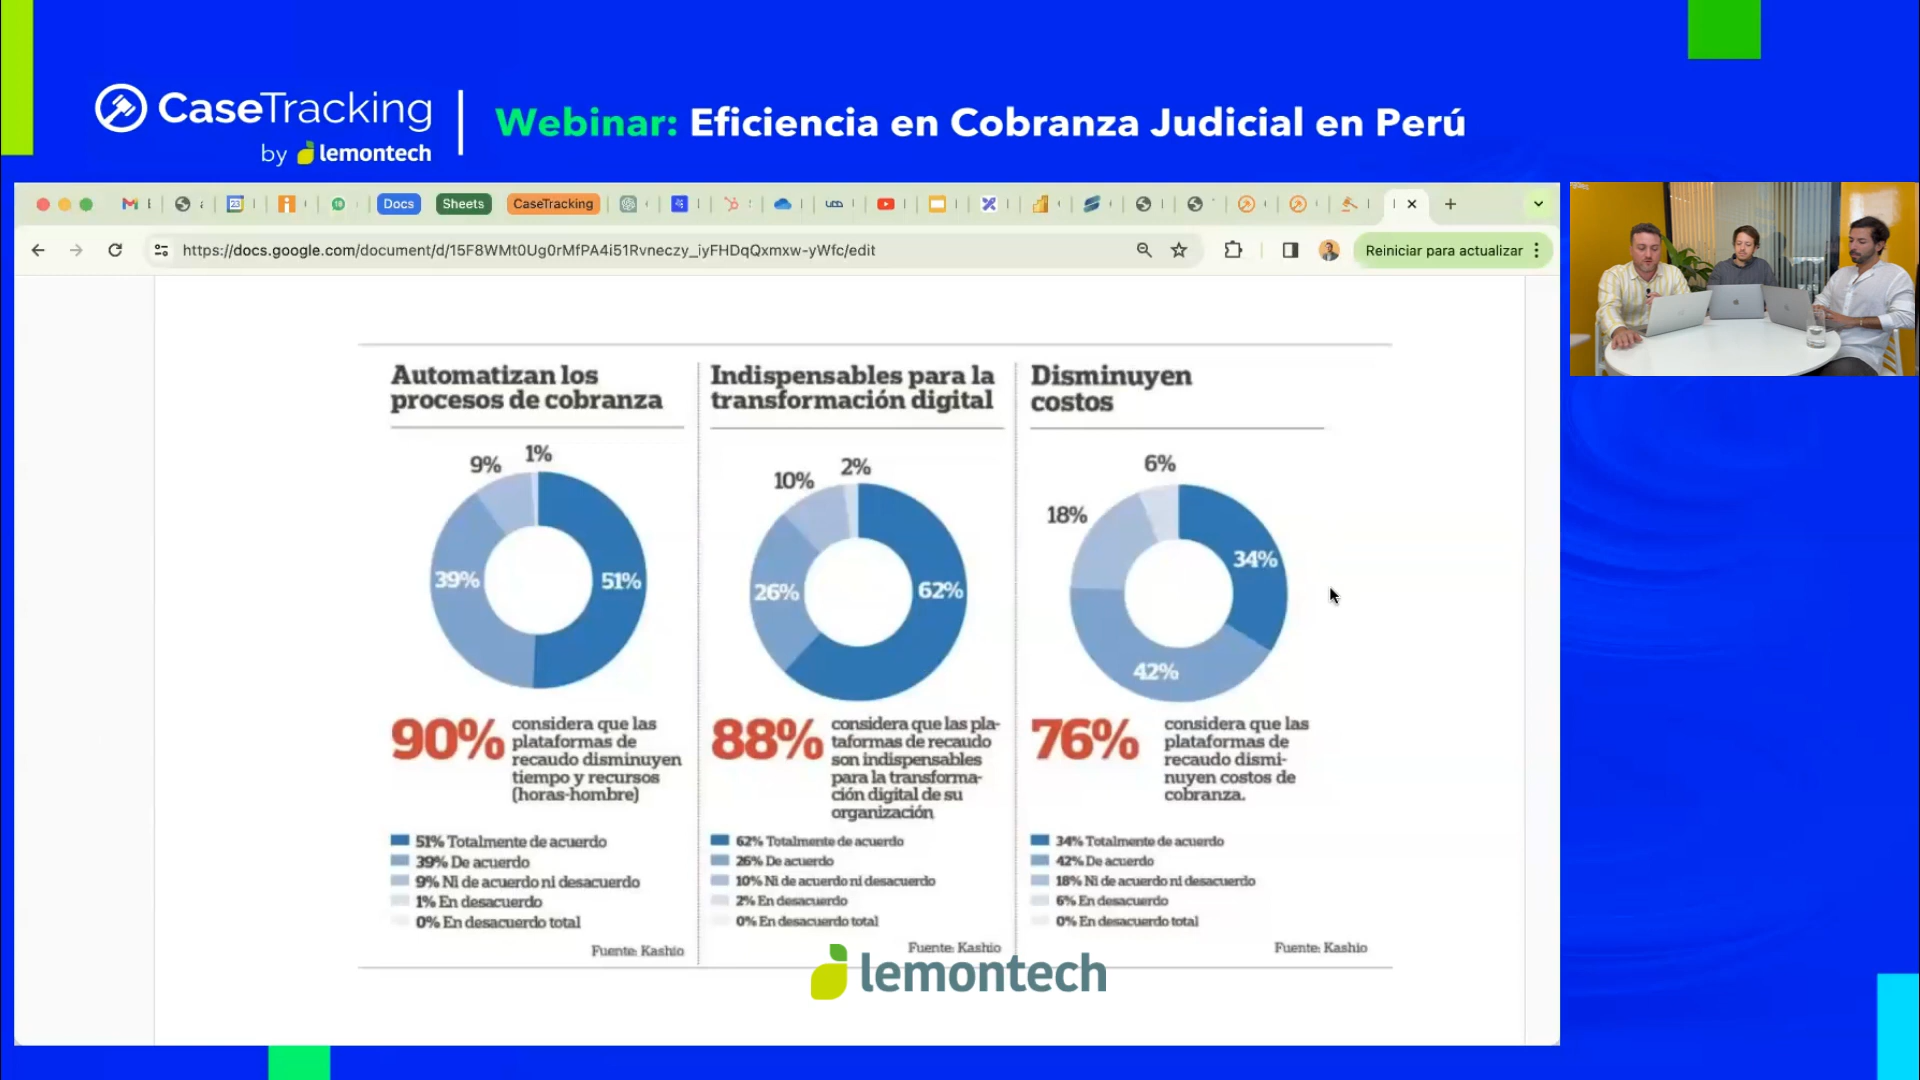 CaseTracking
by lemontech
Webinar: Eficiencia en Cobranza Judicial en Perú
Docs
Sheets
CaseTracking
https://docs.google.com/document/d/15F8WMt0Ug0rMfPA4i51Rvneczy_iyFHDqQxmxw-yWfc/edit
Reiniciar para actualizar
Automatizan los
procesos de cobranza
1%
9%
39%
51%
90%
considera que las
plataformas de
recaudo disminuyen
tiempo y recursos
(horas-hombre)
51% Totalmente de acuerdo
39% De acuerdo
9% Ni de acuerdo ni desacuerdo
1% En desacuerdo
0% En desacuerdo total
Fuente: Kashio
Indispensables para la
transformación digital
2%
10%
26%
62%
88%
considera que las pla-
taformas de recaudo
son indispensables
para la transforma-
ción digital de su
organización
62% Totalmente de acuerdo
26% De acuerdo
10% Ni de acuerdo ni desacuerdo
2% En desacuerdo
0% En desacuerdo total
Fuente: Kashio
Disminuyen
costos
6%
18%
34%
42%
76%
considera que las
plataformas de
recaudo dismi-
nuyen costos de
cobranza.
34% Totalmente de acuerdo
42% De acuerdo
18% Ni de acuerdo ni desacuerdo
6% En desacuerdo
0% En desacuerdo total
Fuente: Kashio
lemontech